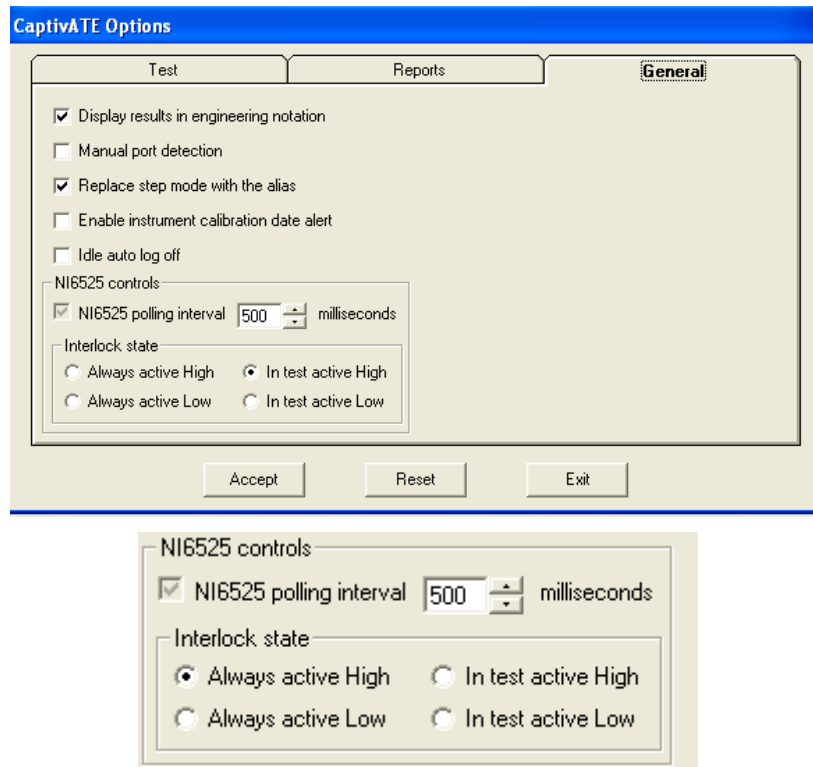 CaptivATE Options
Test Reports General
Display results in engineering notation
Manual port detection
Replace step mode with the alias
Enable instrument calibration date alert
Idle auto log off
NI6525 controls
NI6525 polling interval 500 milliseconds
Interlock state
Always active High In test active High
Always active Low In test active Low
Accept Reset Exit
NI6525 controls
NI6525 polling interval 500 milliseconds
Interlock state
Always active High In test active High
Always active Low In test active Low